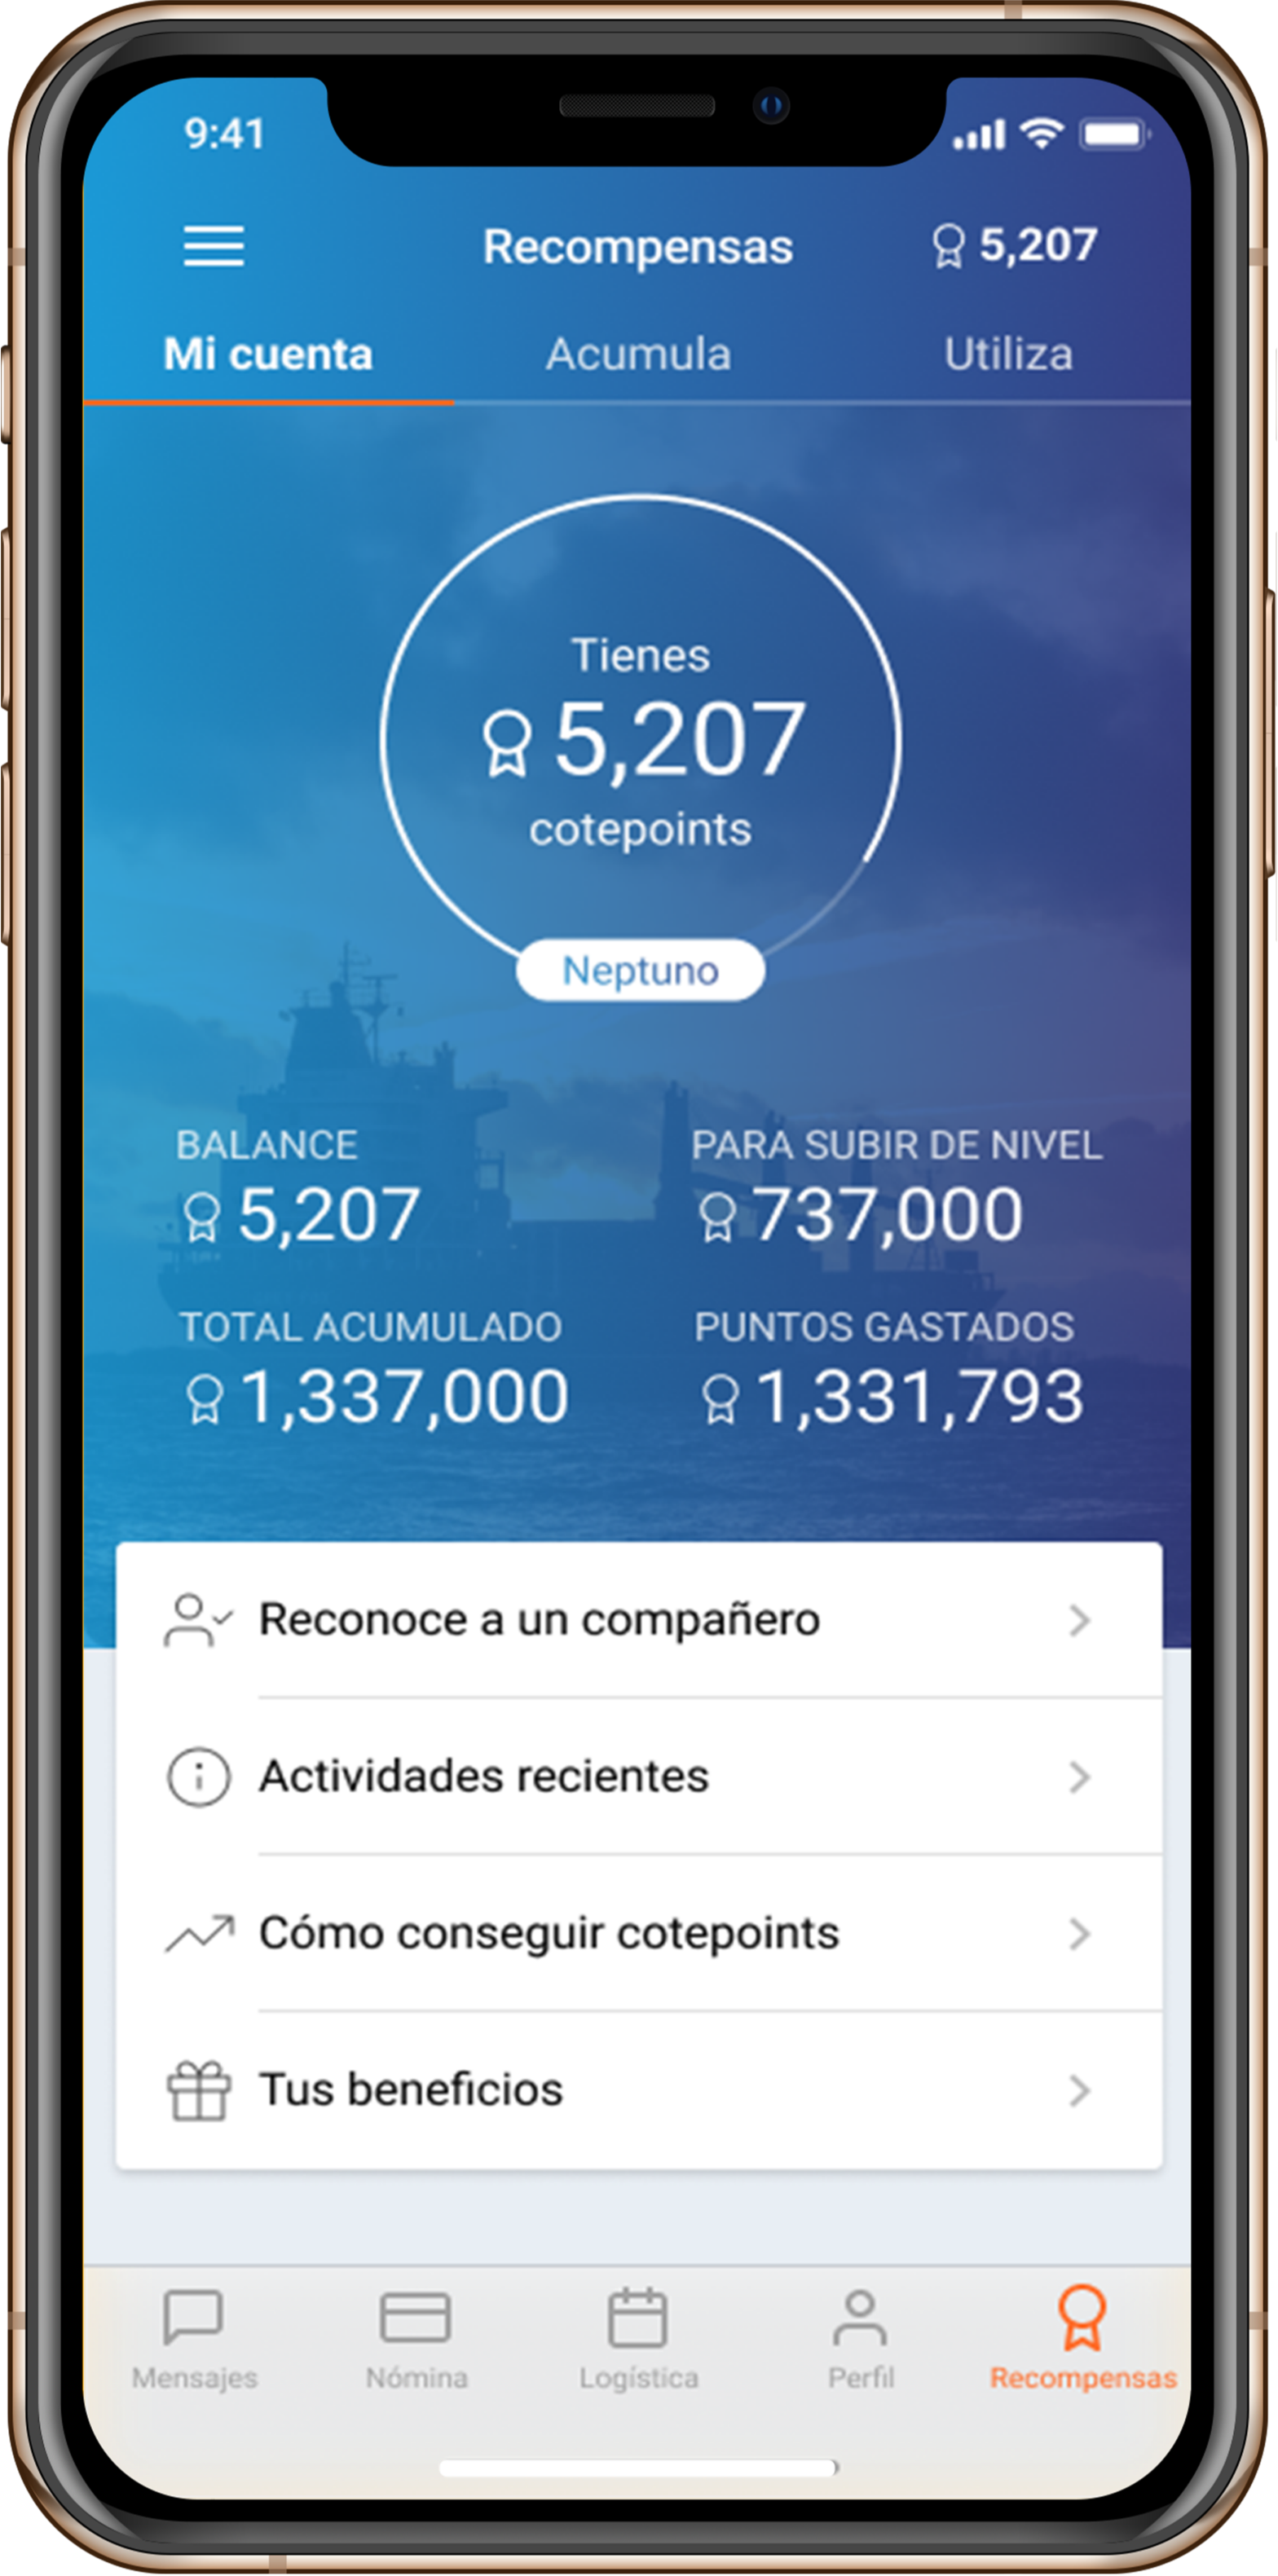 9:41
Recompensas
5,207
Mi cuenta
Acumula
Utiliza
Tienes
5,207
cotepoints
Neptuno
BALANCE
5,207
PARA SUBIR DE NIVEL
737,000
TOTAL ACUMULADO
1,337,000
PUNTOS GASTADOS
1,331,793
Reconoce a un compañero
Actividades recientes
Cómo conseguir cotepoints
Tus beneficios
Mensajes
Nómina
Logística
Perfil
Recompensas